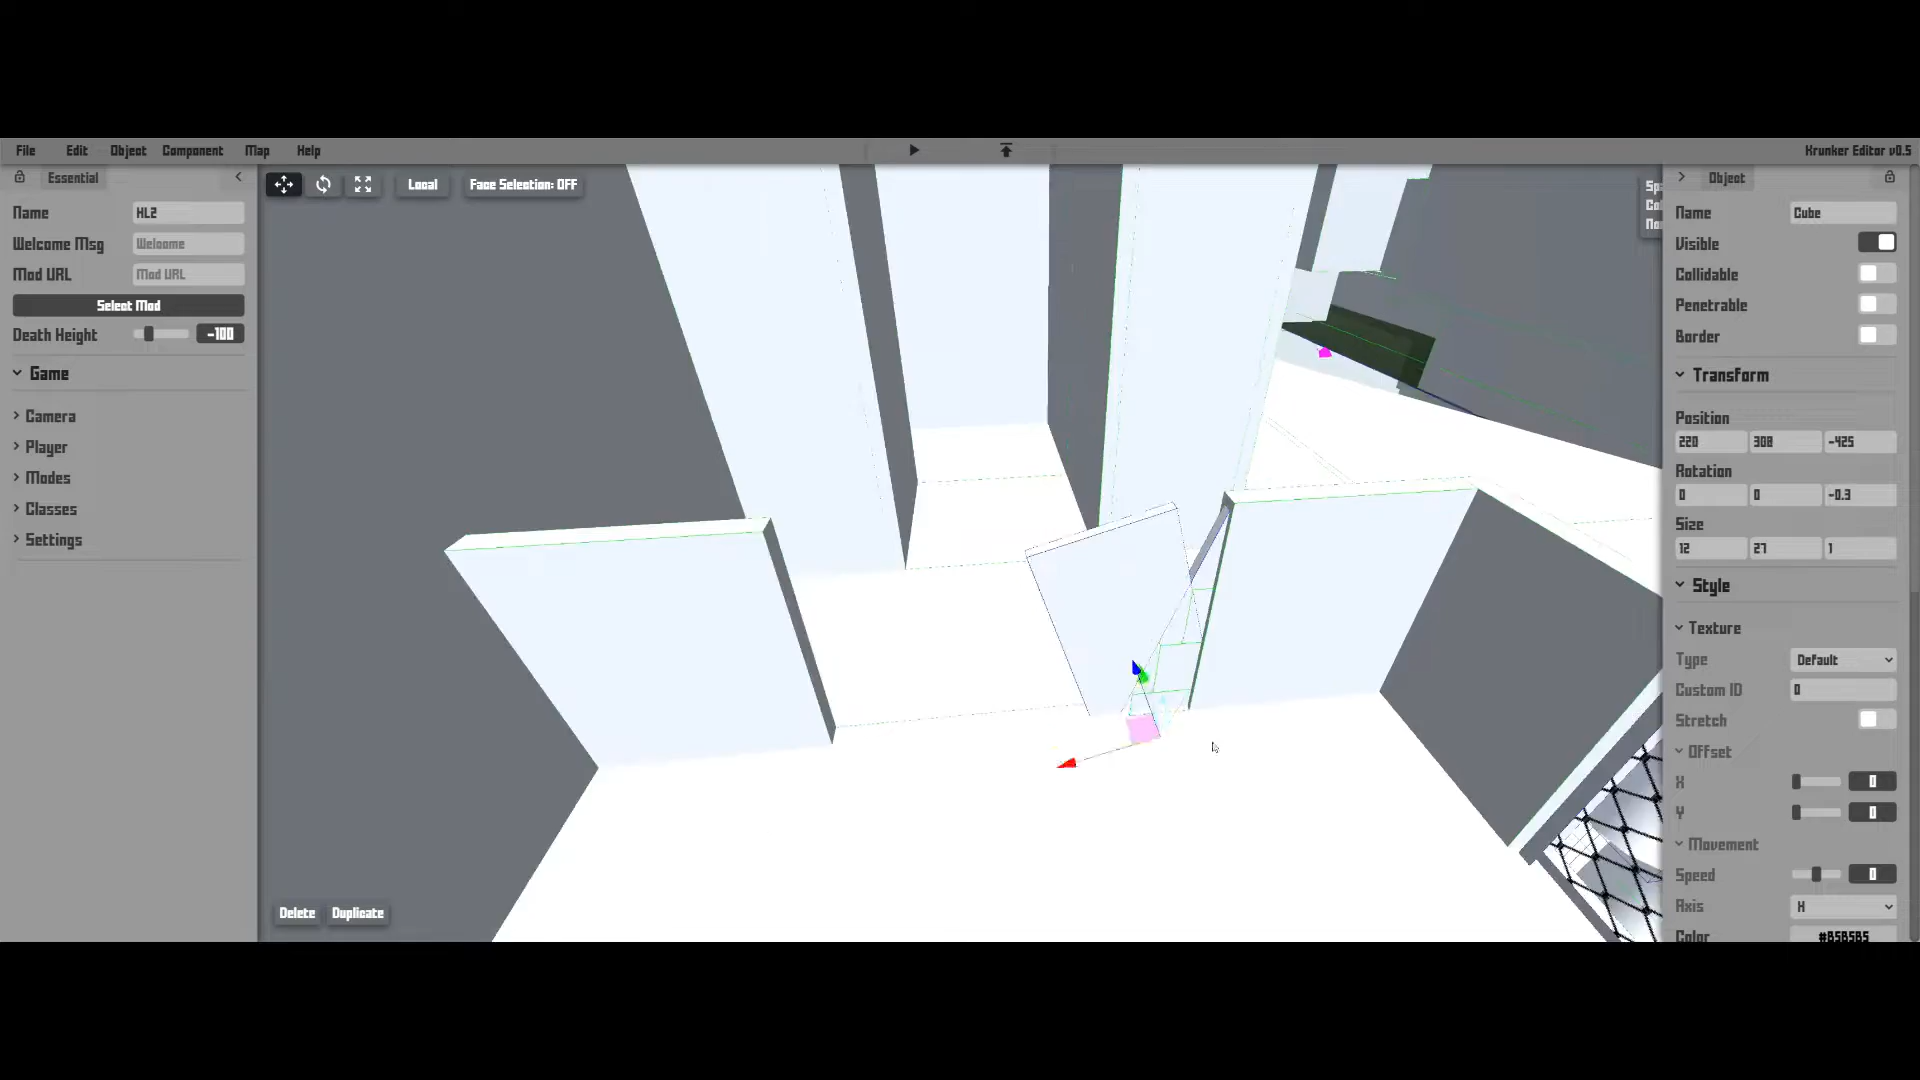 File Edit Object Component Map Help
Krunker Editor v0.5
Essential
Name HL2
Welcome Msg Welcome
Mod URL Mod URL
Select Mod
Death Height -100
Game
Camera
Player
Modes
Classes
Settings
Local Face Selection: OFF
Delete Duplicate
Object
Name Cube
Visible
Collidable
Penetrable
Border
Transform
Position
220 308 -425
Rotation
0 0 -0.3
Size
12 27 1
Style
Texture
Type Default
Custom ID 0
Stretch
Offset
X 0
Y 0
Movement
Speed 0
Axis X
Color #B5B5B5